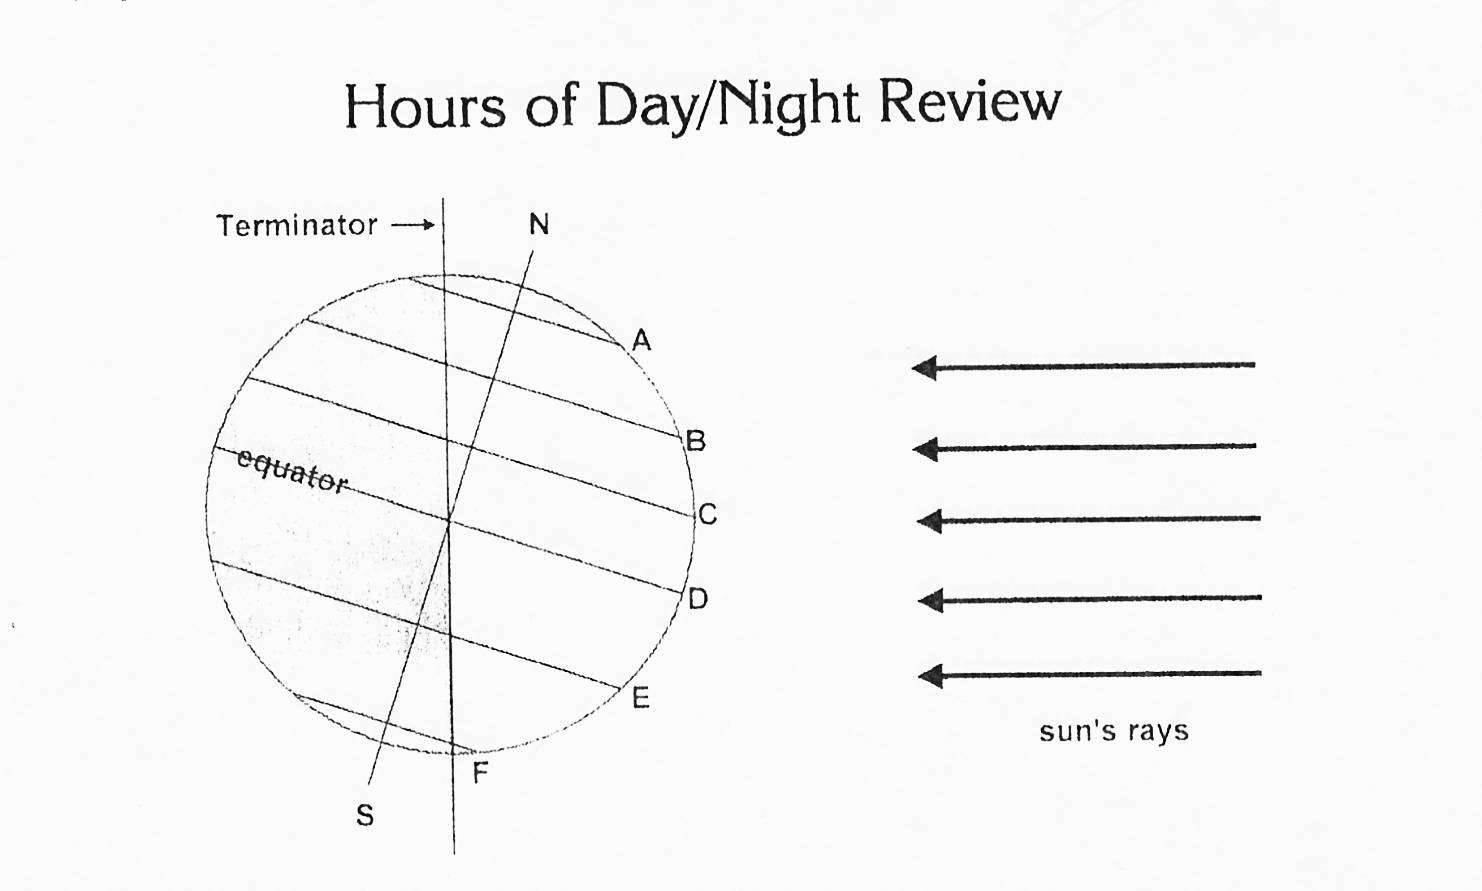 Hours of Day/Night Review
Terminator
N
A
B
equator
C
D
E
sun's rays
F
S